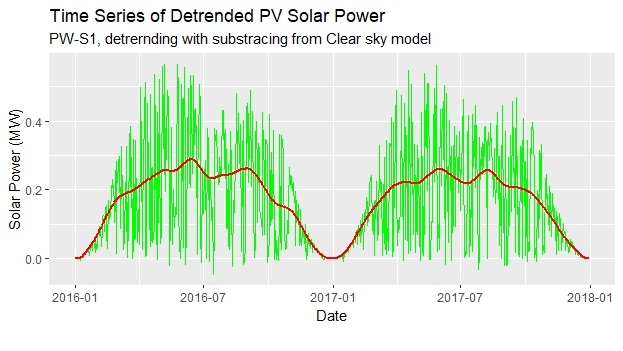 Time Series of Detrended PV Solar Power
PW-S1, detrernding with substracing from Clear sky model
Solar Power (MW)
0.4
0.2
0.0
2016-01
2016-07
2017-01
2017-07
2018-01
Date